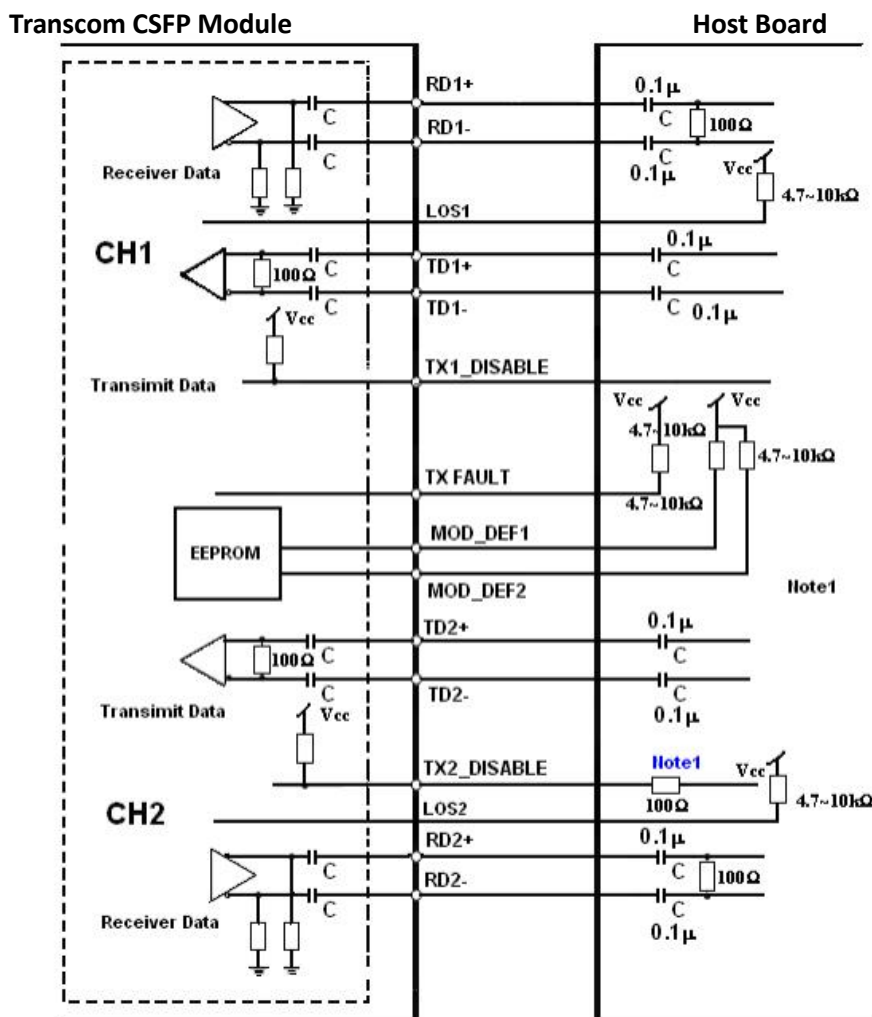 Transcom CSFP Module Host Board
RD1+ 0.1μ
C C 100Ω
RD1-
C C
Receiver Data 0.1μ Vcc
4.7~10kΩ
LOS1
CH1 0.1μ
100Ω C TD1+ C
C TD1- C 0.1μ
Vcc
TX1_DISABLE
Transimit Data
Vcc Vcc
4.7~10kΩ
4.7~10kΩ
TX FAULT
4.7~10kΩ
MOD_DEF1
EEPROM
MOD_DEF2 Note1
TD2+ 0.1μ
100Ω C C
C TD2- C
Transimit Data Vcc 0.1μ
TX2_DISABLE Note1 Vcc
100Ω 4.7~10kΩ
CH2 LOS2
RD2+ 0.1μ
C C 100Ω
RD2-
C C
Receiver Data
0.1μ